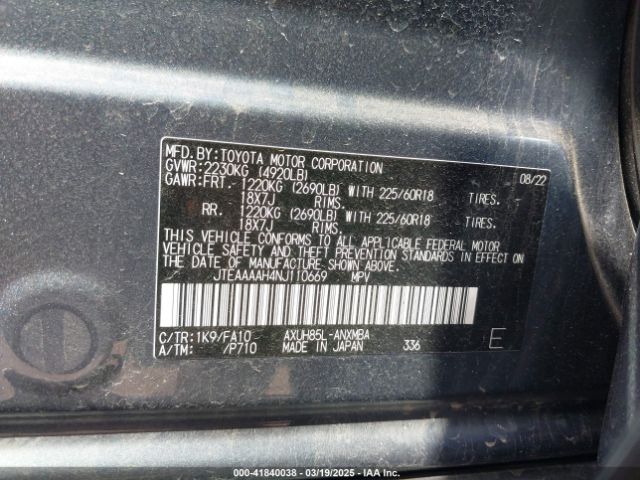 MFD. BY: TOYOTA MOTOR CORPORATION 08/22
GVWR: 2230KG (4920LB)
GAWR: FRT. 1220KG (2690LB) WITH 225/60R18 TIRES.
18X7J RIMS.
RR. 1220KG (2690LB) WITH 225/60R18 TIRES.
18X7J RIMS.
THIS VEHICLE CONFORMS TO ALL APPLICABLE FEDERAL MOTOR
VEHICLE SAFETY AND THEFT PREVENTION STANDARDS IN EFFECT ON
THE DATE OF MANUFACTURE SHOWN ABOVE.
JTEAAAAH4NJ110669 MPV
C/TR: 1K9/FA10 AXUH85L-ANXMBA
A/TM: /P710 MADE IN JAPAN 336 E
000-41840038 - 03/19/2025 - IAA Inc.